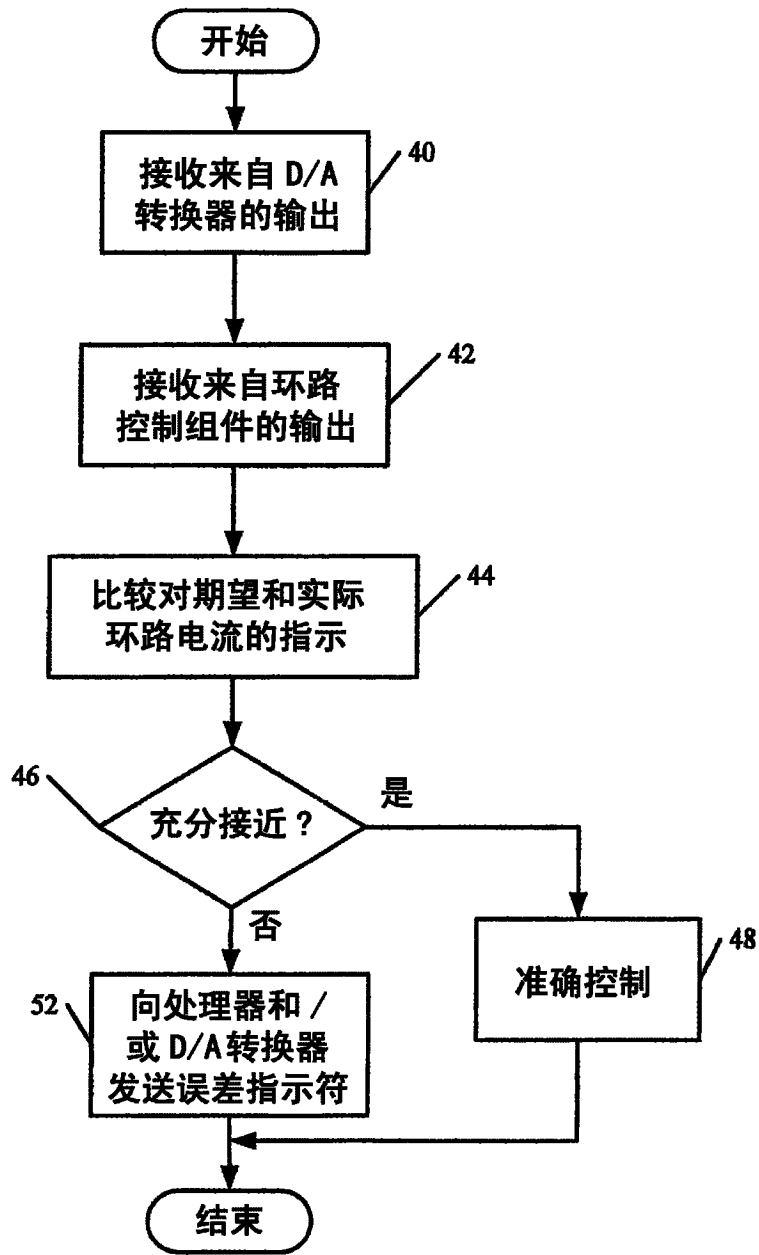 开始
接收来自 D/A
转换器的输出
40
接收来自环路
控制组件的输出
42
比较对期望和实际
环路电流的指示
44
46
充分接近？
是
否
准确控制
48
52
向处理器和 /
或 D/A 转换器
发送误差指示符
结束